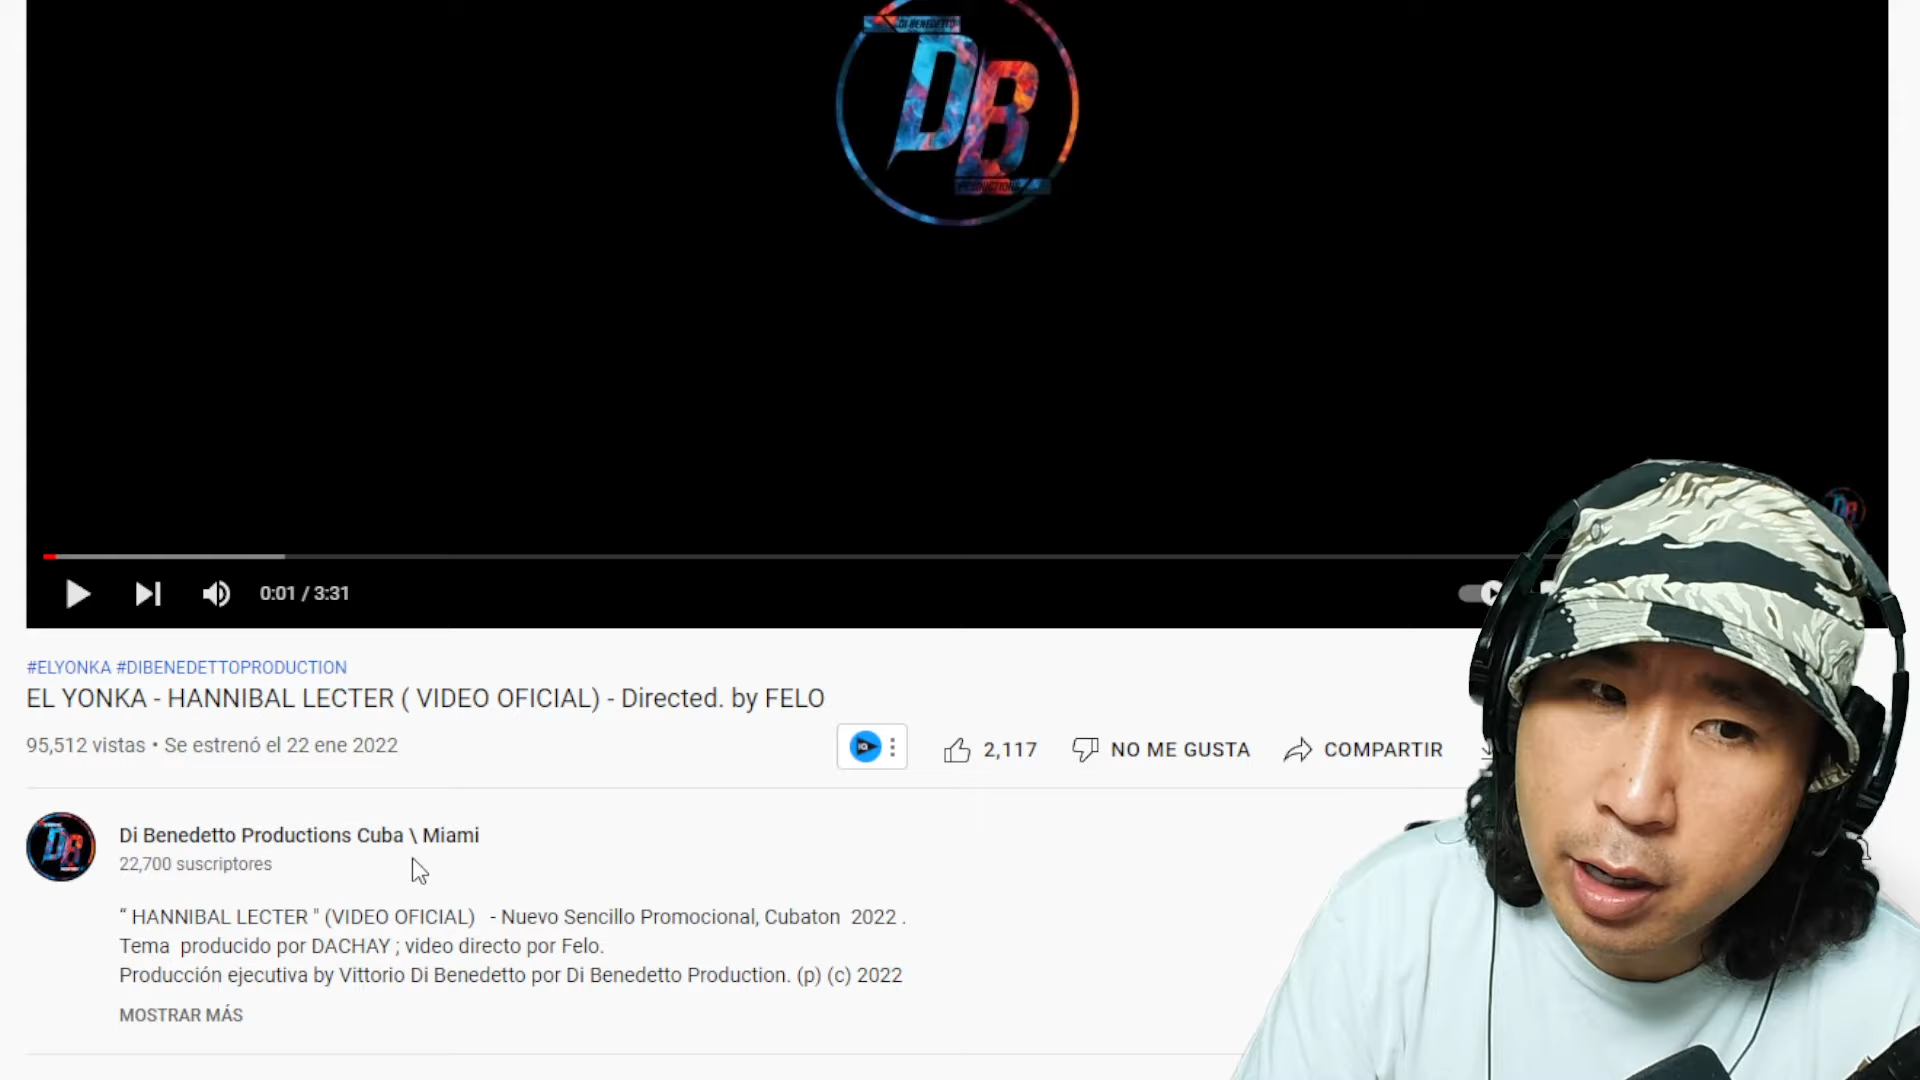 DI BENEDETTO
DB
PRODUCTIONS
0:01 / 3:31
#ELYONKA #DIBENEDETTOPRODUCTION
EL YONKA - HANNIBAL LECTER ( VIDEO OFICIAL) - Directed. by FELO
95,512 vistas • Se estrenó el 22 ene 2022
2,117 NO ME GUSTA COMPARTIR
Di Benedetto Productions Cuba \ Miami
22,700 suscriptores
“ HANNIBAL LECTER " (VIDEO OFICIAL) - Nuevo Sencillo Promocional, Cubaton 2022 .
Tema producido por DACHAY ; video directo por Felo.
Producción ejecutiva by Vittorio Di Benedetto por Di Benedetto Production. (p) (c) 2022
MOSTRAR MÁS